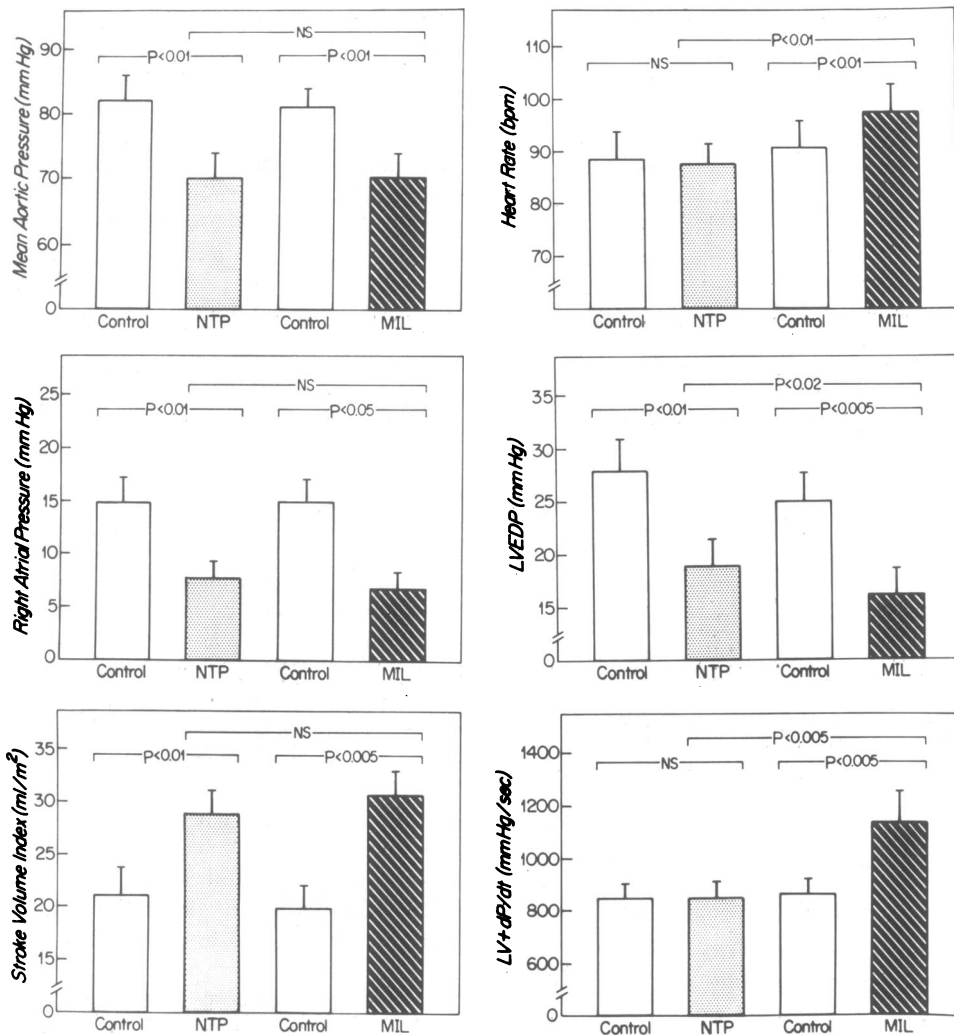 Mean Aortic Pressure (mm Hg)
90
80
70
60
0
NS
P<0.01
P<0.01
Control NTP Control MIL
Heart Rate (bpm)
110
100
90
80
70
0
P<0.01
NS
P<0.01
Control NTP Control MIL
Right Atrial Pressure (mm Hg)
25
20
15
10
5
0
NS
P<0.01
P<0.05
Control NTP Control MIL
LVEDP (mm Hg)
35
30
25
20
15
0
P<0.02
P<0.01
P<0.005
Control NTP Control MIL
Stroke Volume Index (ml/m²)
35
30
25
20
15
0
NS
P<0.01
P<0.005
Control NTP Control MIL
LV+dP/dt (mmHg/sec)
1400
1200
1000
800
600
0
P<0.005
NS
P<0.005
Control NTP Control MIL